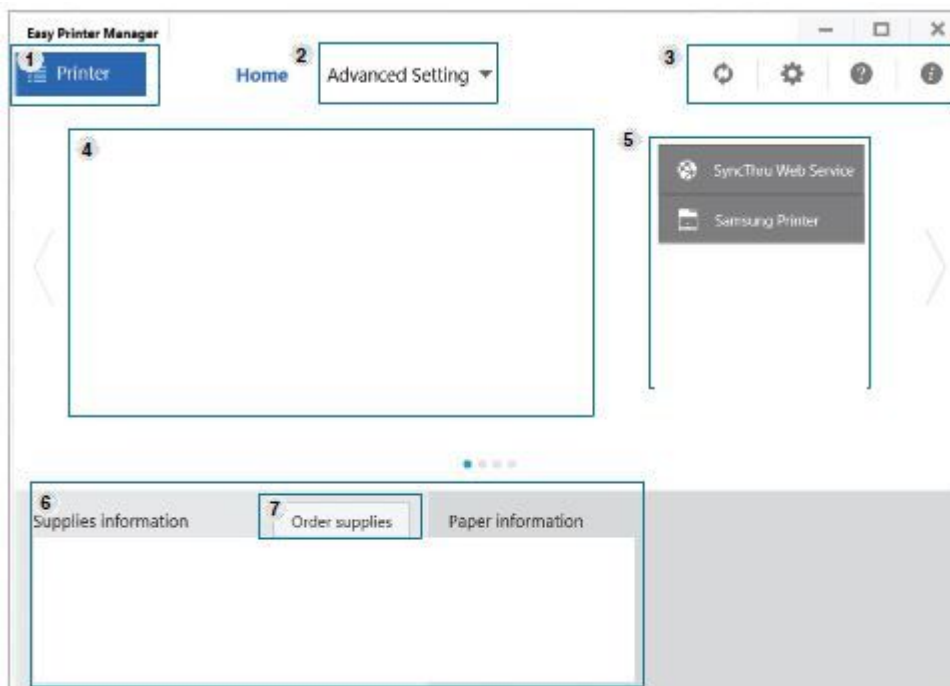 Easy Printer Manager
1 Printer
Home
2 Advanced Setting
3
4
5
SyncThru Web Service
Samsung Printer
6 Supplies information
7 Order supplies
Paper information